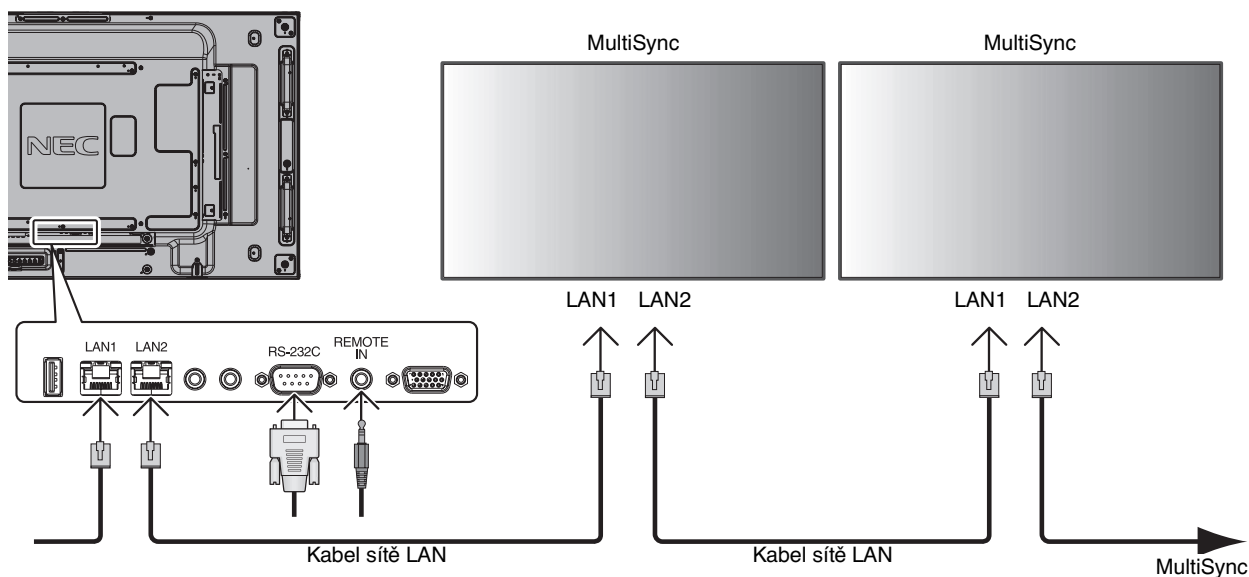 MultiSync
MultiSync
NEC
LAN1 LAN2
LAN1 LAN2
LAN1
LAN2
RS-232C
REMOTE
IN
Kabel sítě LAN
Kabel sítě LAN
MultiSync